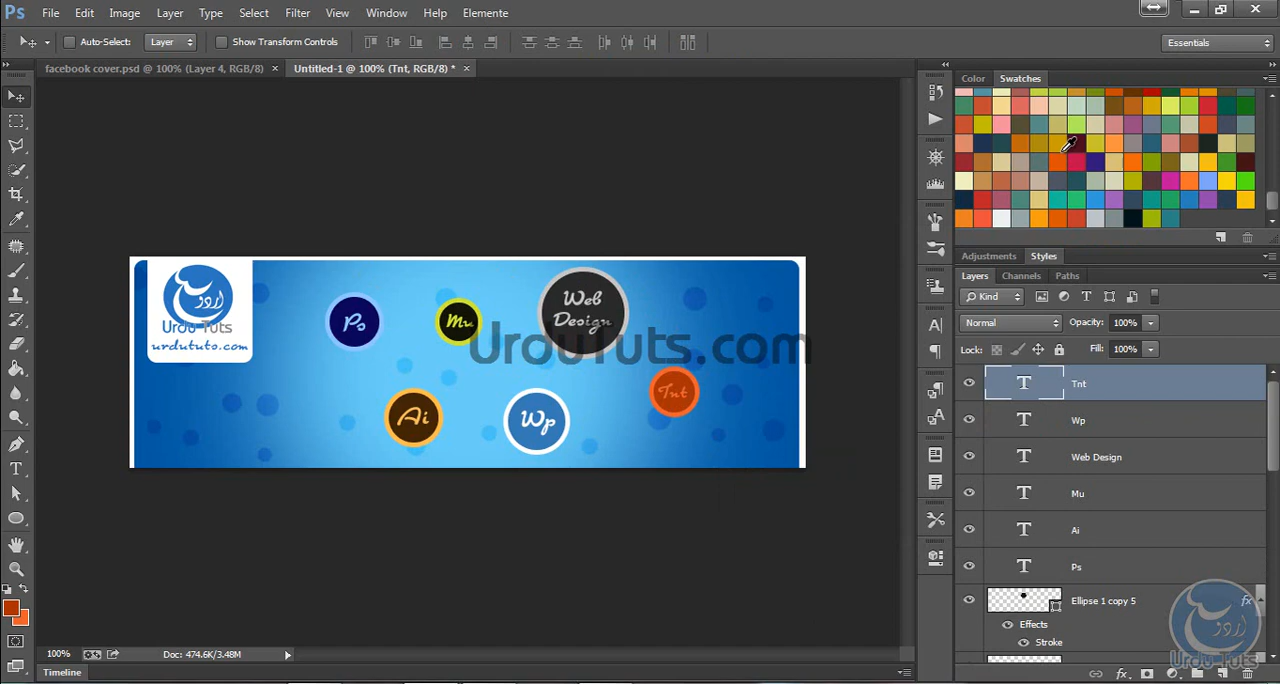 Ps File Edit Image Layer Type Select Filter View Window Help Elemente
Auto-Select: Layer Show Transform Controls Essentials
facebook cover.psd @ 100% (Layer 4, RGB/8) × Untitled-1 @ 100% (Tnt, RGB/8) * ×
Color Swatches
Adjustments Styles
Layers Channels Paths
Kind
Normal Opacity: 100%
Lock: Fill: 100%
T Tnt
T Wp
T Web Design
T Mu
T Ai
T Ps
Ellipse 1 copy 5 fx
Effects
Stroke
اردو
Urdu Tuts
urdututs.com
Ps
Mu
Web
Design
UrduTuts.com
Ai
Wp
Tnt
اردو
Urdu Tuts
100% Doc: 474.6K/3.48M
Timeline